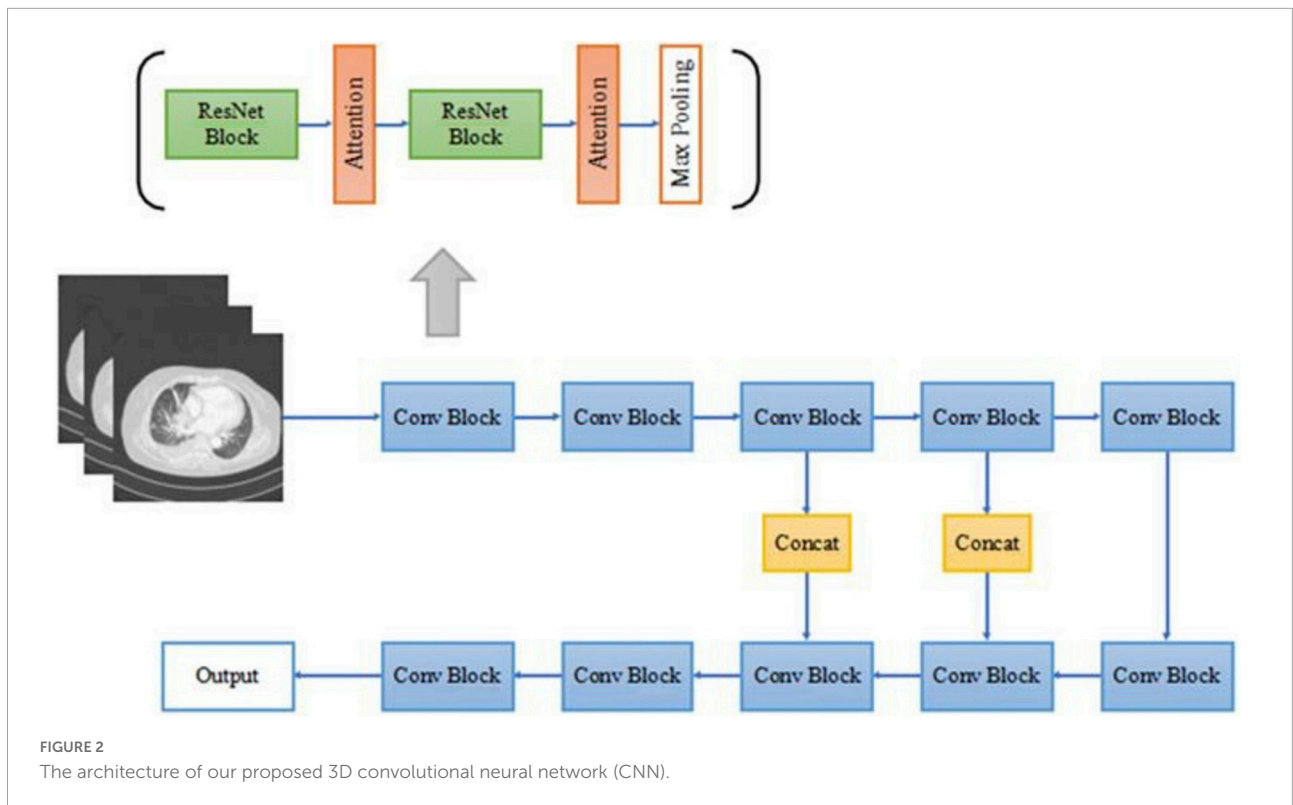 ResNet
Block
Attention
ResNet
Block
Attention
Max Pooling
Conv Block
Conv Block
Conv Block
Conv Block
Conv Block
Concat
Concat
Output
Conv Block
Conv Block
Conv Block
Conv Block
Conv Block
FIGURE 2
The architecture of our proposed 3D convolutional neural network (CNN).